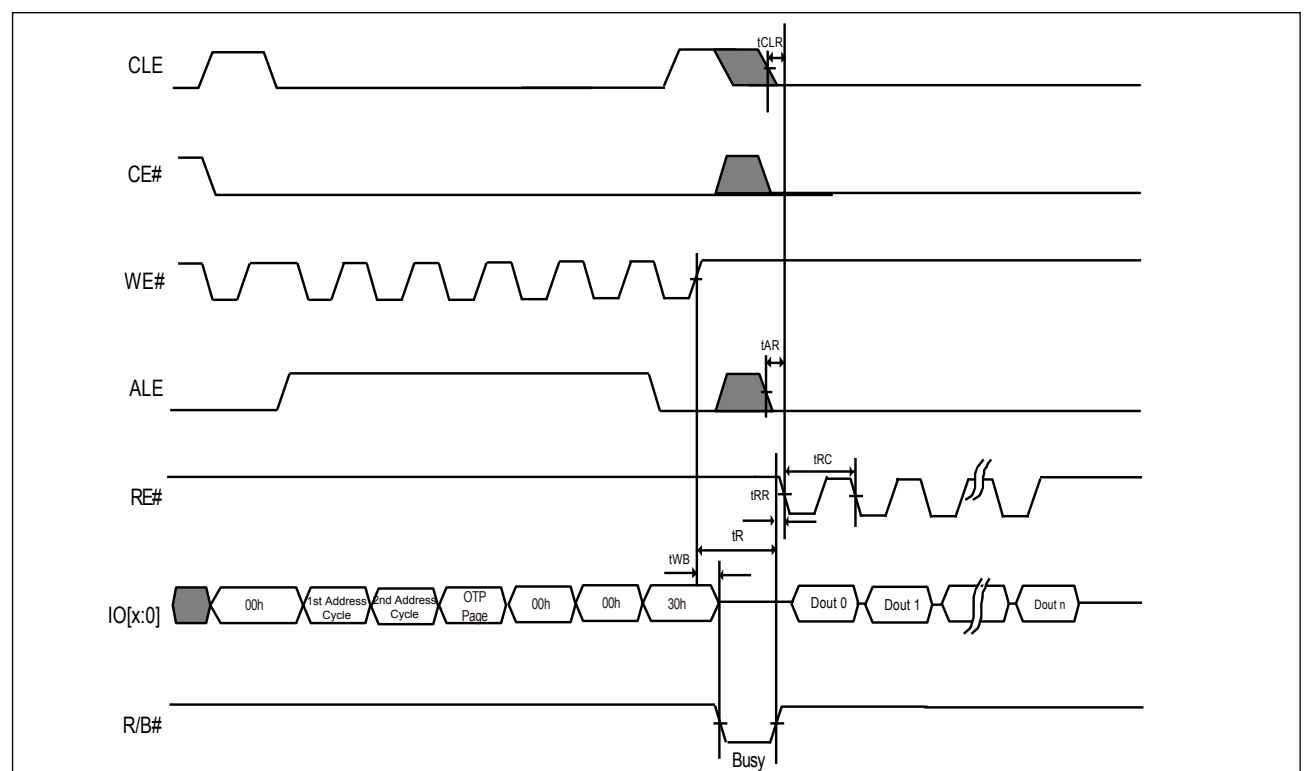 tCLR
CLE
CE#
WE#
tAR
ALE
tRC
RE#
tRR
tR
tWB
IO[x:0]
00h
1st Address
Cycle
2nd Address
Cycle
OTP
Page
00h
00h
30h
Dout 0
Dout 1
Dout n
R/B#
Busy